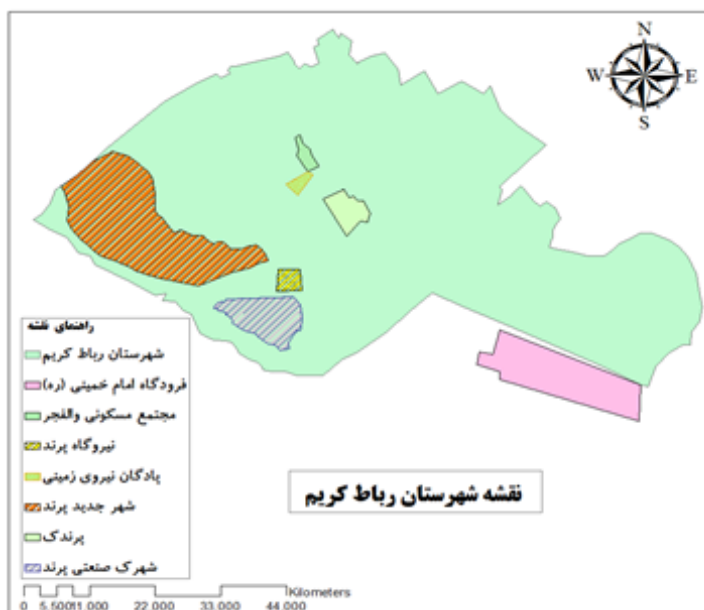 N
W E
S
راهنمای نقشه
شهرستان رباط کریم
فرودگاه امام خمینی (ره)
مجتمع مسکونی والفجر
نیروگاه پرند
پادگان نیروی زمینی
شهر جدید پرند
پرندک
شهرک صنعتی پرند
نقشه شهرستان رباط کریم
Kilometers
0 5,50011,000 22,000 33,000 44,000